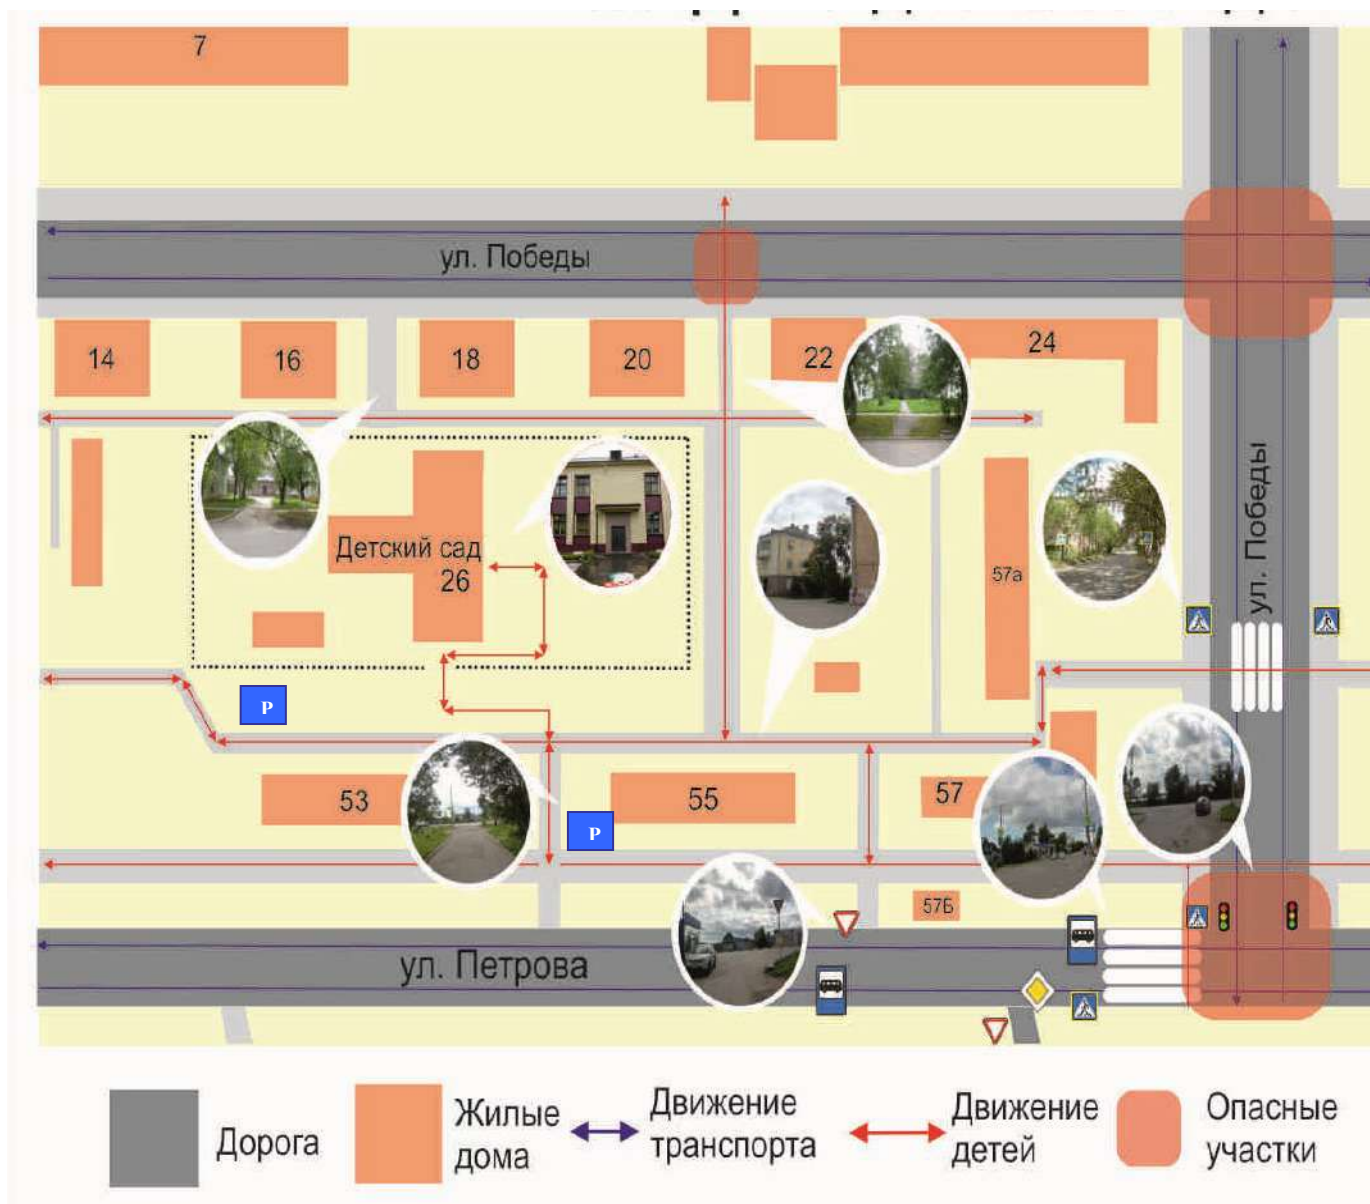 7
ул. Победы
14
16
18
20
22
24
Детский сад
26
57а
ул. Победы
P
53
55
57
P
57Б
ул. Петрова
Дорога
Жилые
дома
Движение
транспорта
Движение
детей
Опасные
участки